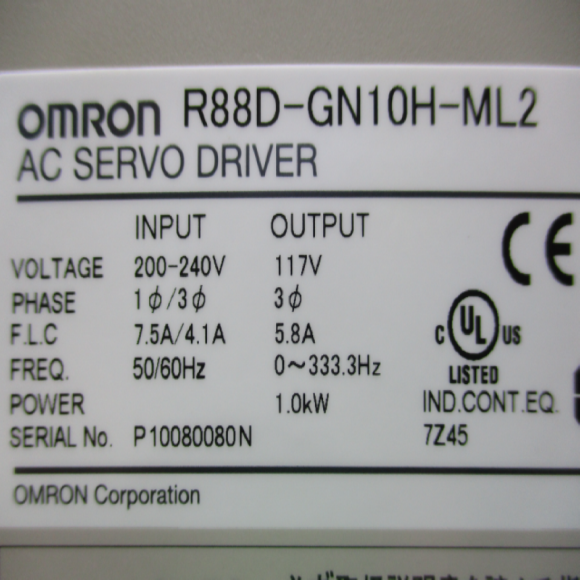 OMRON R88D-GN10H-ML2
AC SERVO DRIVER
INPUT OUTPUT
VOLTAGE 200-240V 117V
PHASE 1ϕ/3ϕ 3ϕ
F.L.C 7.5A/4.1A 5.8A
FREQ. 50/60Hz 0～333.3Hz
POWER 1.0kW
SERIAL No. P10080080N
CE
C UL US
LISTED
IND.CONT.EQ.
7Z45
OMRON Corporation